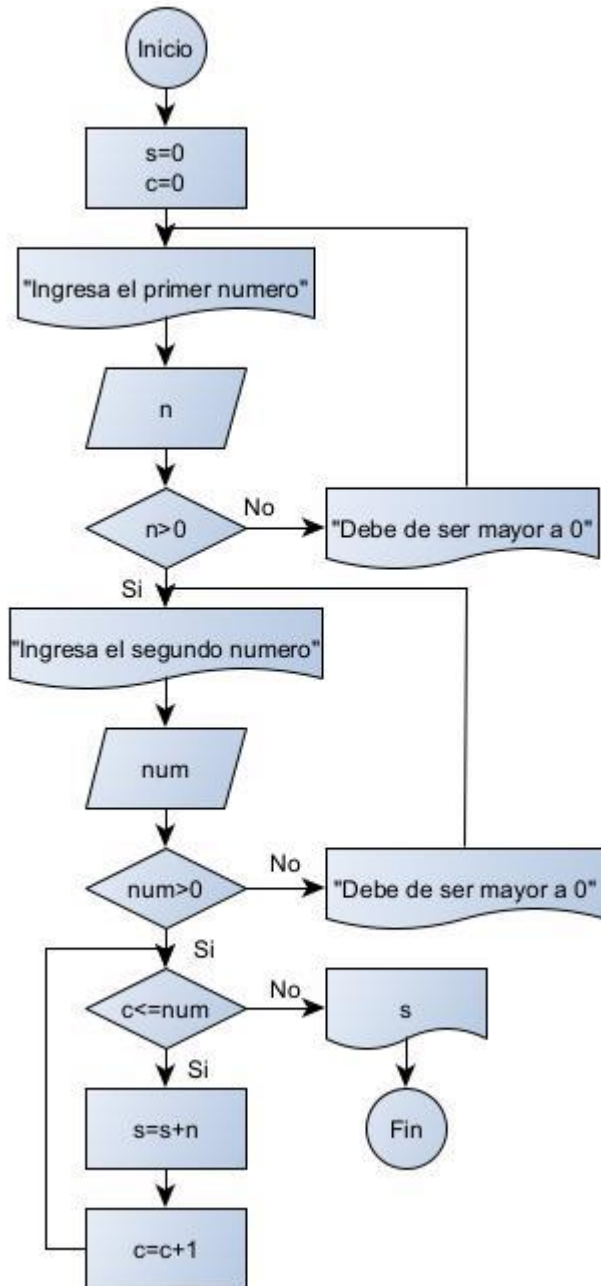 Inicio
s=0
c=0
"Ingresa el primer numero"
n
n>0
No
"Debe de ser mayor a 0"
Si
"Ingresa el segundo numero"
num
num>0
No
"Debe de ser mayor a 0"
Si
c<=num
No
s
Si
s=s+n
Fin
c=c+1